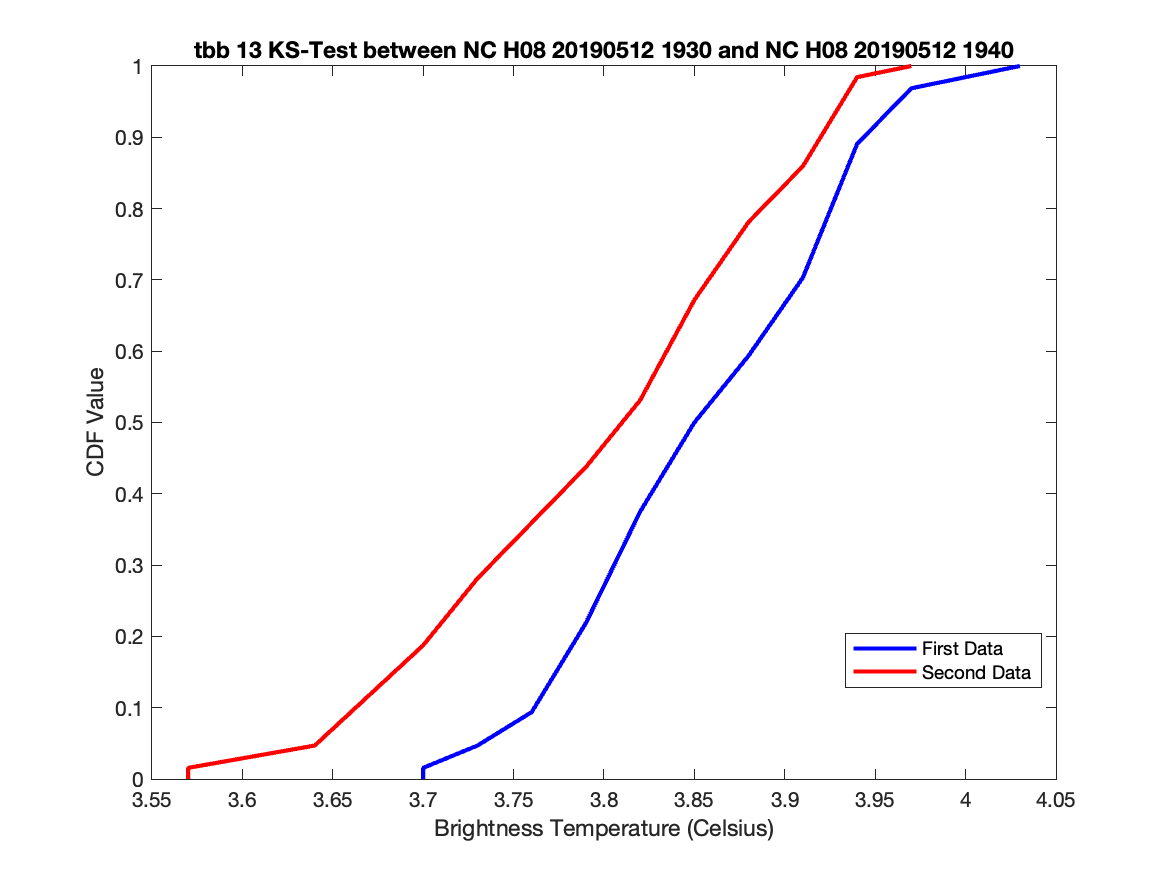 tbb 13 KS-Test between NC H08 20190512 1930 and NC H08 20190512 1940
1
0.9
0.8
0.7
0.6
0.5
0.4
0.3
0.2
0.1
0
CDF Value
First Data
Second Data
3.55 3.6 3.65 3.7 3.75 3.8 3.85 3.9 3.95 4 4.05
Brightness Temperature (Celsius)